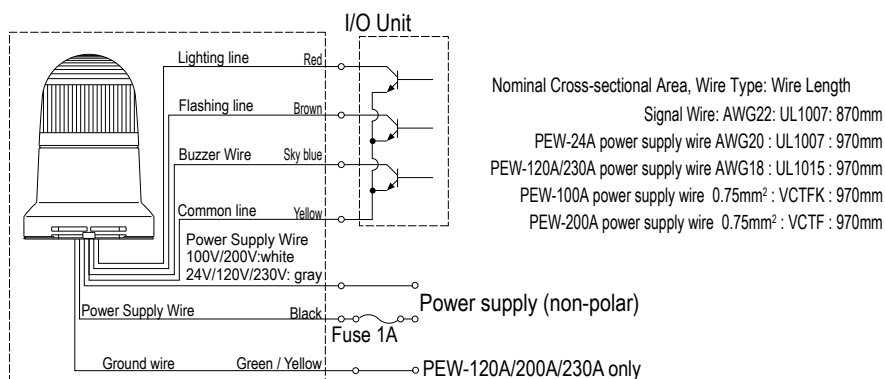 I/O Unit
Lighting line Red
Flashing line Brown
Buzzer Wire Sky blue
Common line Yellow
Power Supply Wire
100V/200V:white
24V/120V/230V: gray
Power Supply Wire Black
Fuse 1A
Power supply (non-polar)
Ground wire Green / Yellow
PEW-120A/200A/230A only
Nominal Cross-sectional Area, Wire Type: Wire Length
Signal Wire: AWG22: UL1007: 870mm
PEW-24A power supply wire AWG20 : UL1007 : 970mm
PEW-120A/230A power supply wire AWG18 : UL1015 : 970mm
PEW-100A power supply wire 0.75mm² : VCTFK : 970mm
PEW-200A power supply wire 0.75mm² : VCTF : 970mm